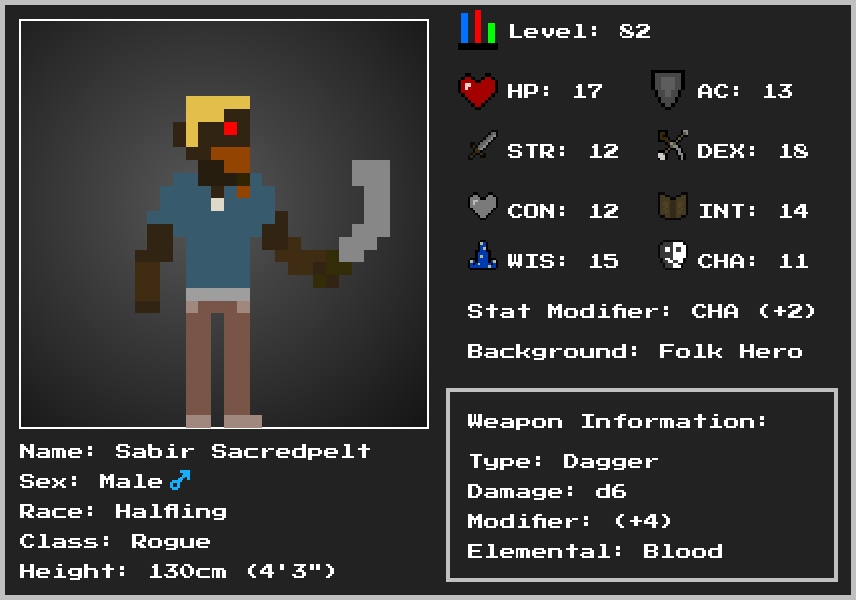 Level: 82
HP: 17
AC: 13
STR: 12
DEX: 18
CON: 12
INT: 14
WIS: 15
CHA: 11
Stat Modifier: CHA (+2)
Background: Folk Hero
Weapon Information:
Type: Dagger
Damage: d6
Modifier: (+4)
Elemental: Blood
Name: Sabir Sacredpelt
Sex: Male ♂
Race: Halfling
Class: Rogue
Height: 130cm (4'3")